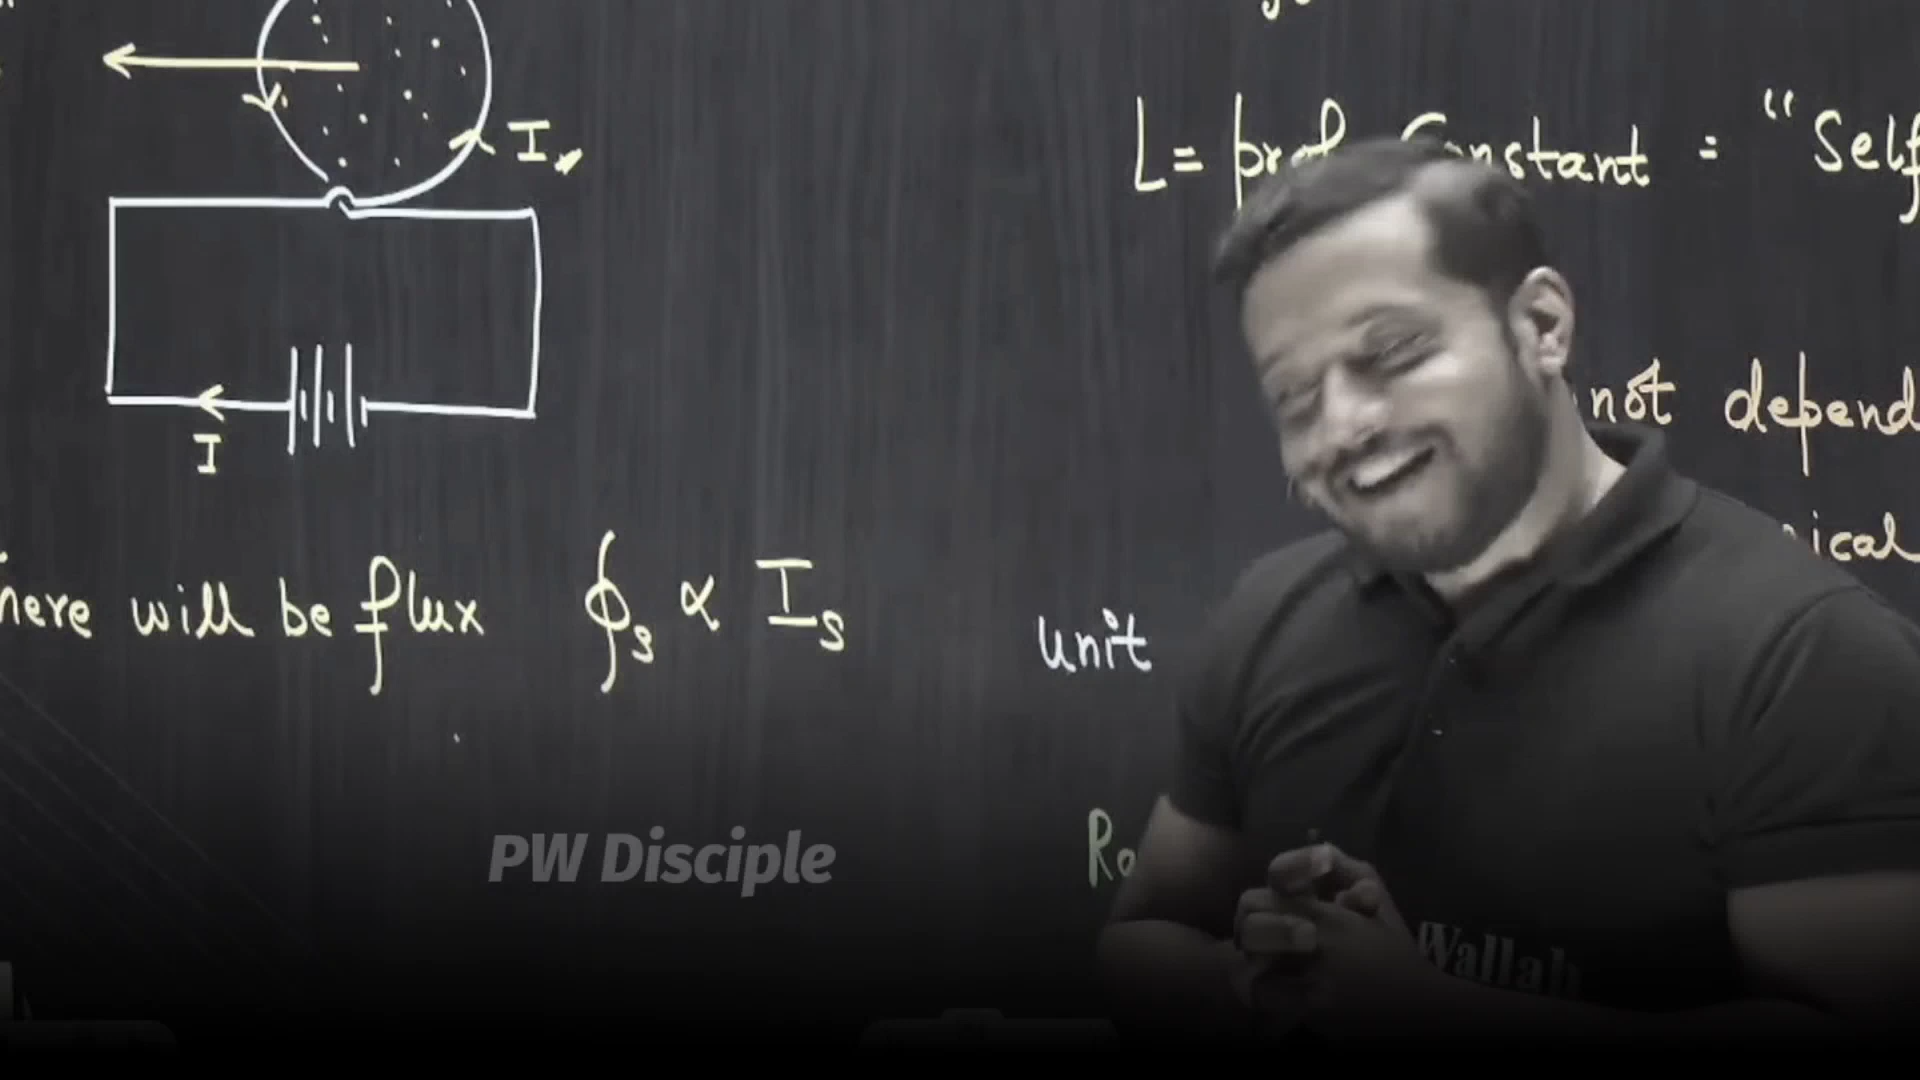 I
L = prop Constant = "Self
I
not depend
ical
here will be flux ϕs ∝ Is
unit
PW Disciple
Wallah